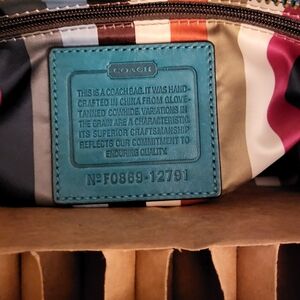 COACH
THIS IS A COACH BAG. IT WAS HAND-
CRAFTED IN CHINA FROM GLOVE-
TANNED COWHIDE. VARIATIONS IN
THE GRAIN ARE A CHARACTERISTIC.
ITS SUPERIOR CRAFTSMANSHIP
REFLECTS OUR COMMITMENT TO
ENDURING QUALITY.
Nº F0869-12791